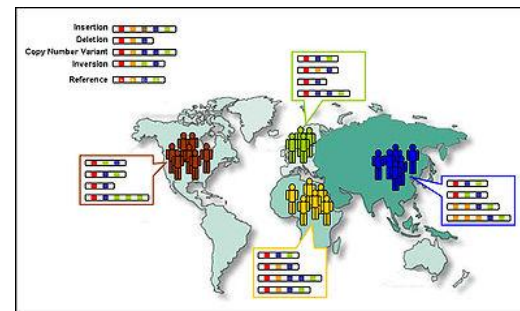 Insertion
Deletion
Copy Number Variant
Inversion
Reference